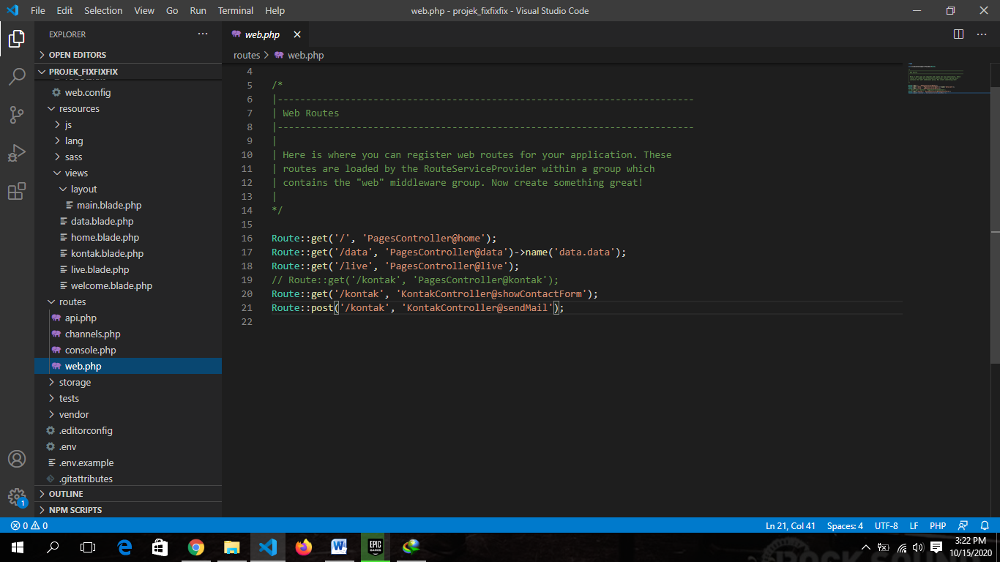 File Edit Selection View Go Run Terminal Help
web.php - projek_fixfixfix - Visual Studio Code
EXPLORER
OPEN EDITORS
PROJEK_FIXFIXFIX
web.config
resources
js
lang
sass
views
layout
main.blade.php
data.blade.php
home.blade.php
kontak.blade.php
live.blade.php
welcome.blade.php
routes
api.php
channels.php
console.php
web.php
storage
tests
vendor
.editorconfig
.env
.env.example
.gitattributes
OUTLINE
NPM SCRIPTS
1
web.php
routes > web.php
4
5 /*
6 |--------------------------------------------------------------------------
7 | Web Routes
8 |--------------------------------------------------------------------------
9 |
10 | Here is where you can register web routes for your application. These
11 | routes are loaded by the RouteServiceProvider within a group which
12 | contains the "web" middleware group. Now create something great!
13 |
14 */
15
16 Route::get('/', 'PagesController@home');
17 Route::get('/data', 'PagesController@data')->name('data.data');
18 Route::get('/live', 'PagesController@live');
19 // Route::get('/kontak', 'PagesController@kontak');
20 Route::get('/kontak', 'KontakController@showContactForm');
21 Route::post('/kontak', 'KontakController@sendMail');
22
0 0
Ln 21, Col 41 Spaces: 4 UTF-8 LF PHP
EPIC GAMES
3:22 PM
10/15/2020